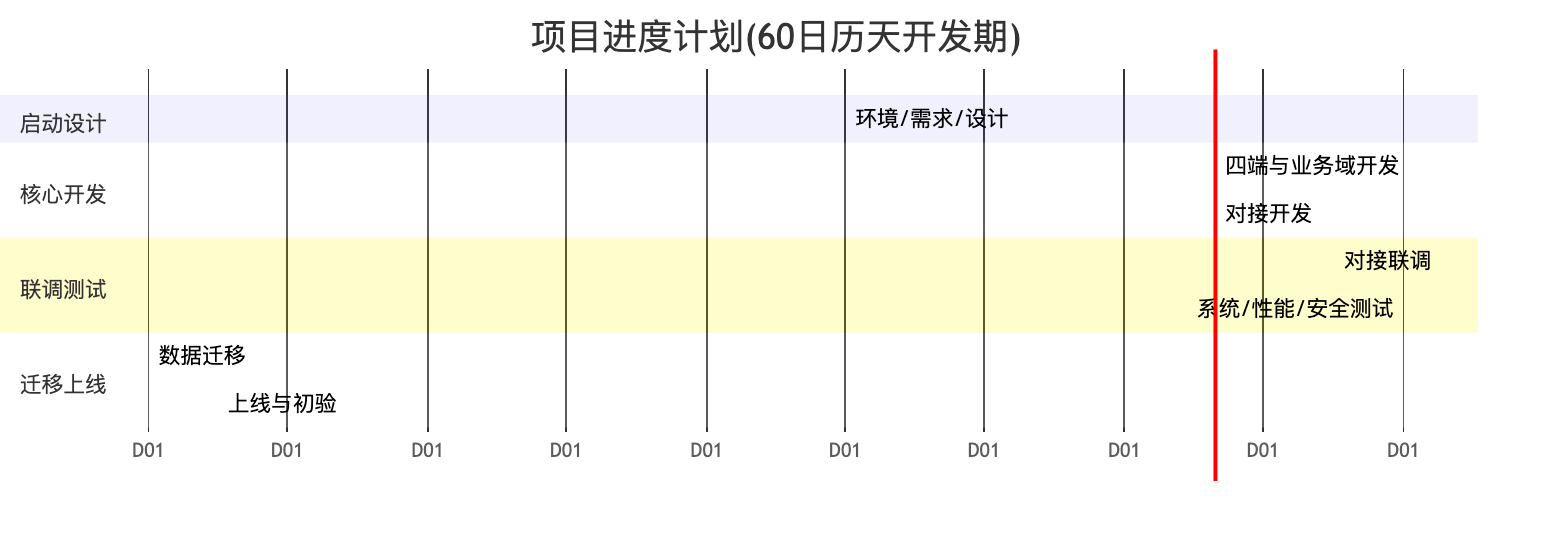 项目进度计划(60日历天开发期)
启动设计
环境/需求/设计
核心开发
四端与业务域开发
对接开发
联调测试
对接联调
系统/性能/安全测试
迁移上线
数据迁移
上线与初验
D01 D01 D01 D01 D01 D01 D01 D01 D01 D01